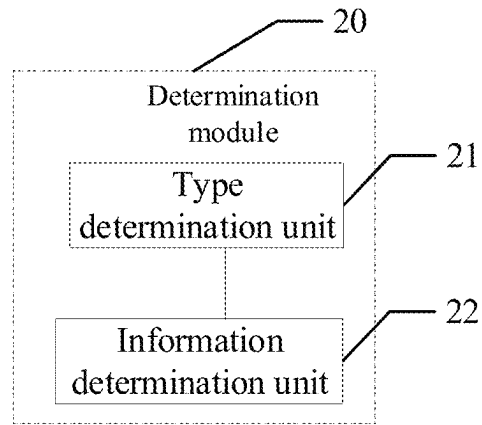 20
Determination
module
21
Type
determination unit
22
Information
determination unit